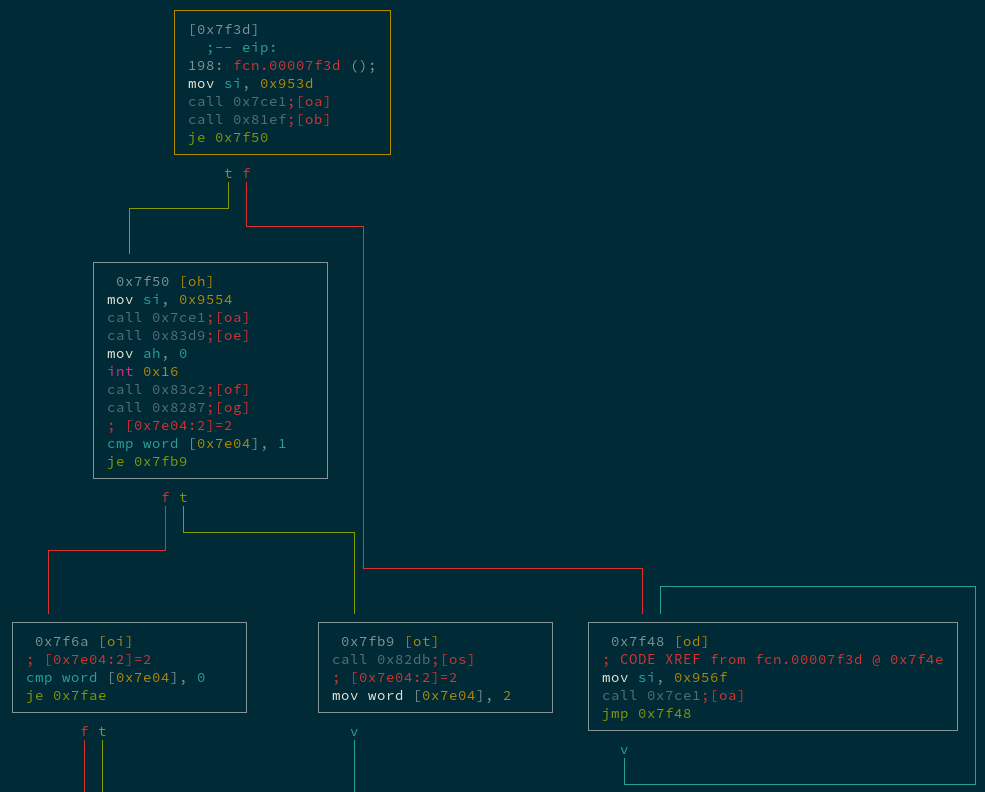 [0x7f3d]
;-- eip:
198: fcn.00007f3d ();
mov si, 0x953d
call 0x7ce1;[oa]
call 0x81ef;[ob]
je 0x7f50
t f
0x7f50 [oh]
mov si, 0x9554
call 0x7ce1;[oa]
call 0x83d9;[oe]
mov ah, 0
int 0x16
call 0x83c2;[of]
call 0x8287;[og]
; [0x7e04:2]=2
cmp word [0x7e04], 1
je 0x7fb9
f t
0x7f6a [oi]
; [0x7e04:2]=2
cmp word [0x7e04], 0
je 0x7fae
f t
0x7fb9 [ot]
call 0x82db;[os]
; [0x7e04:2]=2
mov word [0x7e04], 2
v
0x7f48 [od]
; CODE XREF from fcn.00007f3d @ 0x7f4e
mov si, 0x956f
call 0x7ce1;[oa]
jmp 0x7f48
v